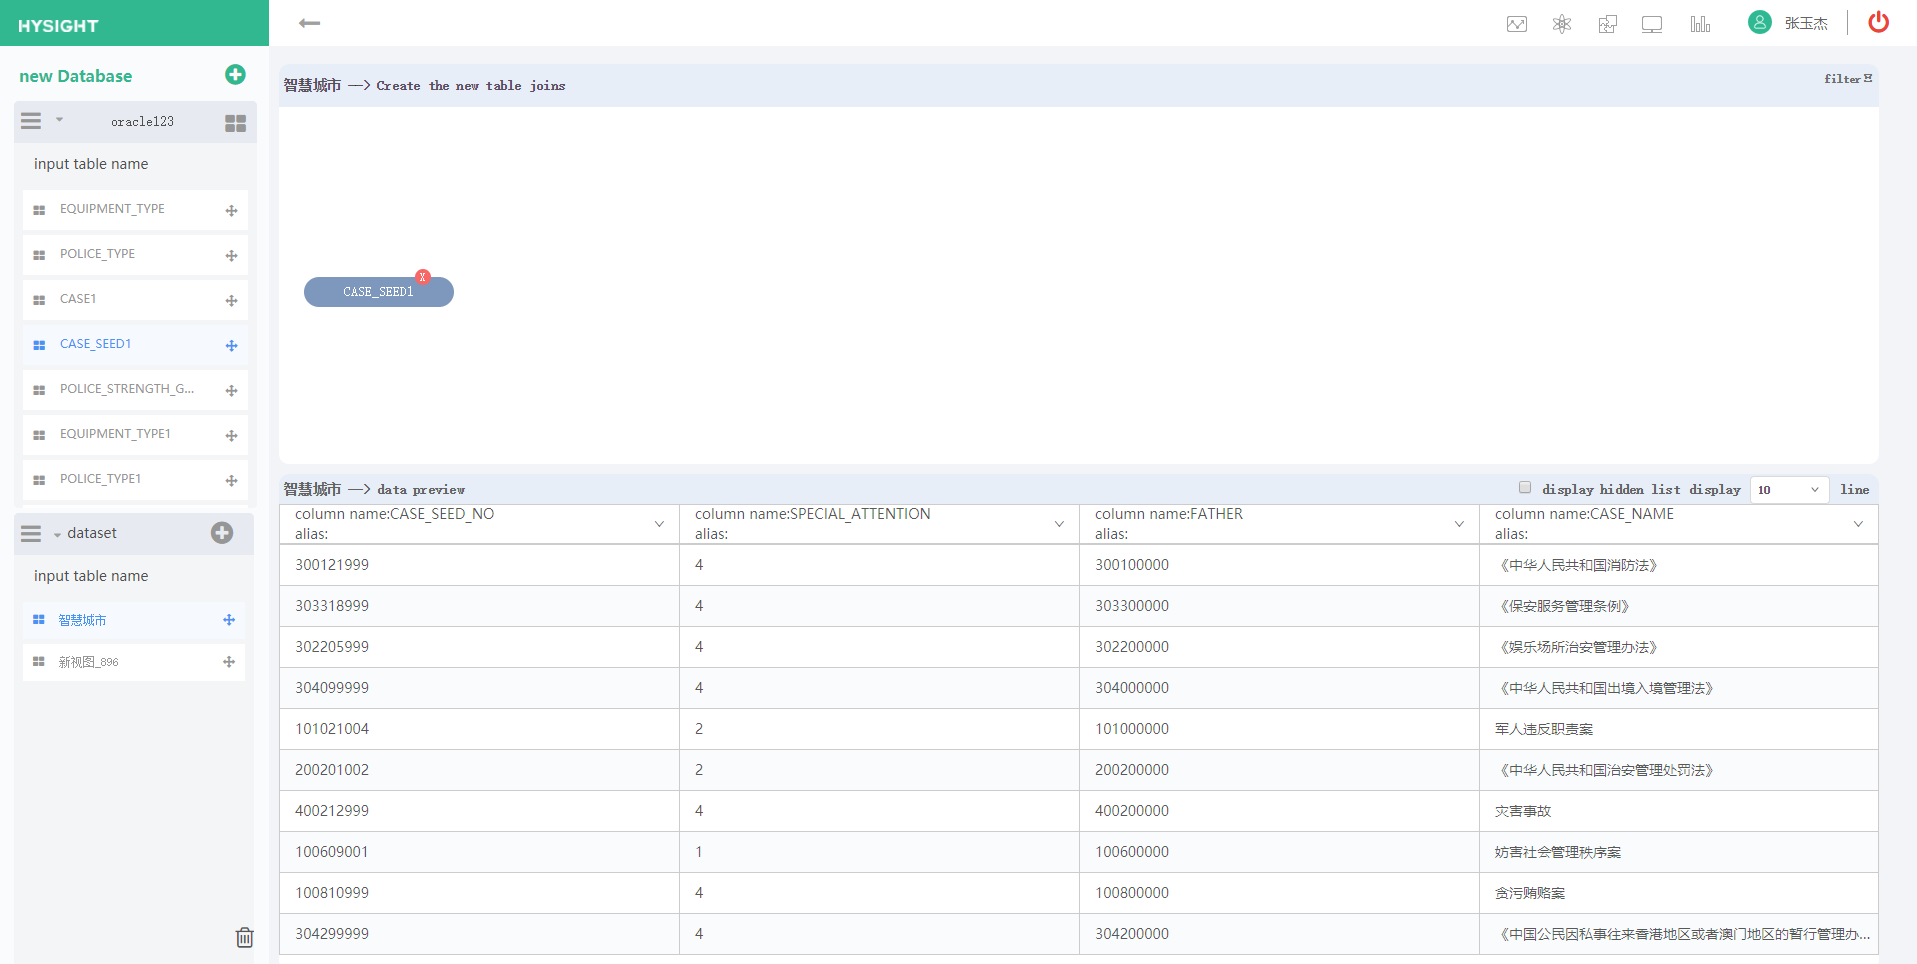 HYSIGHT
张玉杰
new Database
oracle123
input table name
EQUIPMENT_TYPE
POLICE_TYPE
CASE1
CASE_SEED1
POLICE_STRENGTH_G...
EQUIPMENT_TYPE1
POLICE_TYPE1
dataset
input table name
智慧城市
新视图_896
智慧城市 —> Create the new table joins
filter
CASE_SEED1
X
智慧城市 —> data preview
display hidden list display 10 line
column name:CASE_SEED_NO column name:SPECIAL_ATTENTION column name:FATHER column name:CASE_NAME
alias: alias: alias: alias:
300121999 4 300100000 《中华人民共和国消防法》
303318999 4 303300000 《保安服务管理条例》
302205999 4 302200000 《娱乐场所治安管理办法》
304099999 4 304000000 《中华人民共和国出境入境管理法》
101021004 2 101000000 军人违反职责案
200201002 2 200200000 《中华人民共和国治安管理处罚法》
400212999 4 400200000 灾害事故
100609001 1 100600000 妨害社会管理秩序案
100810999 4 100800000 贪污贿赂案
304299999 4 304200000 《中国公民因私事往来香港地区或者澳门地区的暂行管理办...